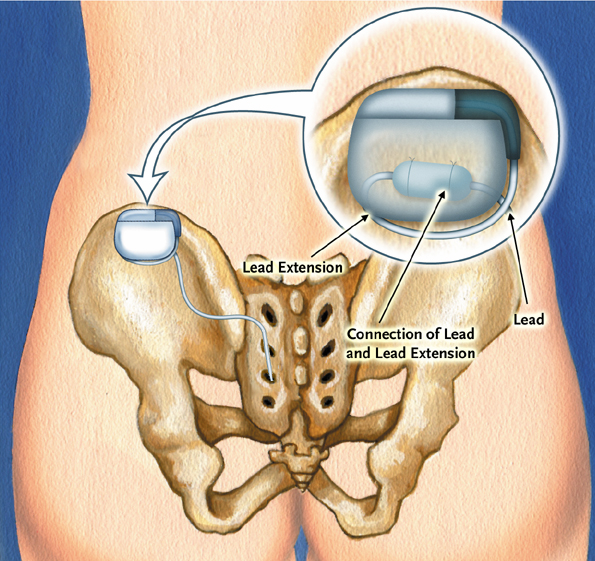 Lead Extension
Connection of Lead
and Lead Extension
Lead